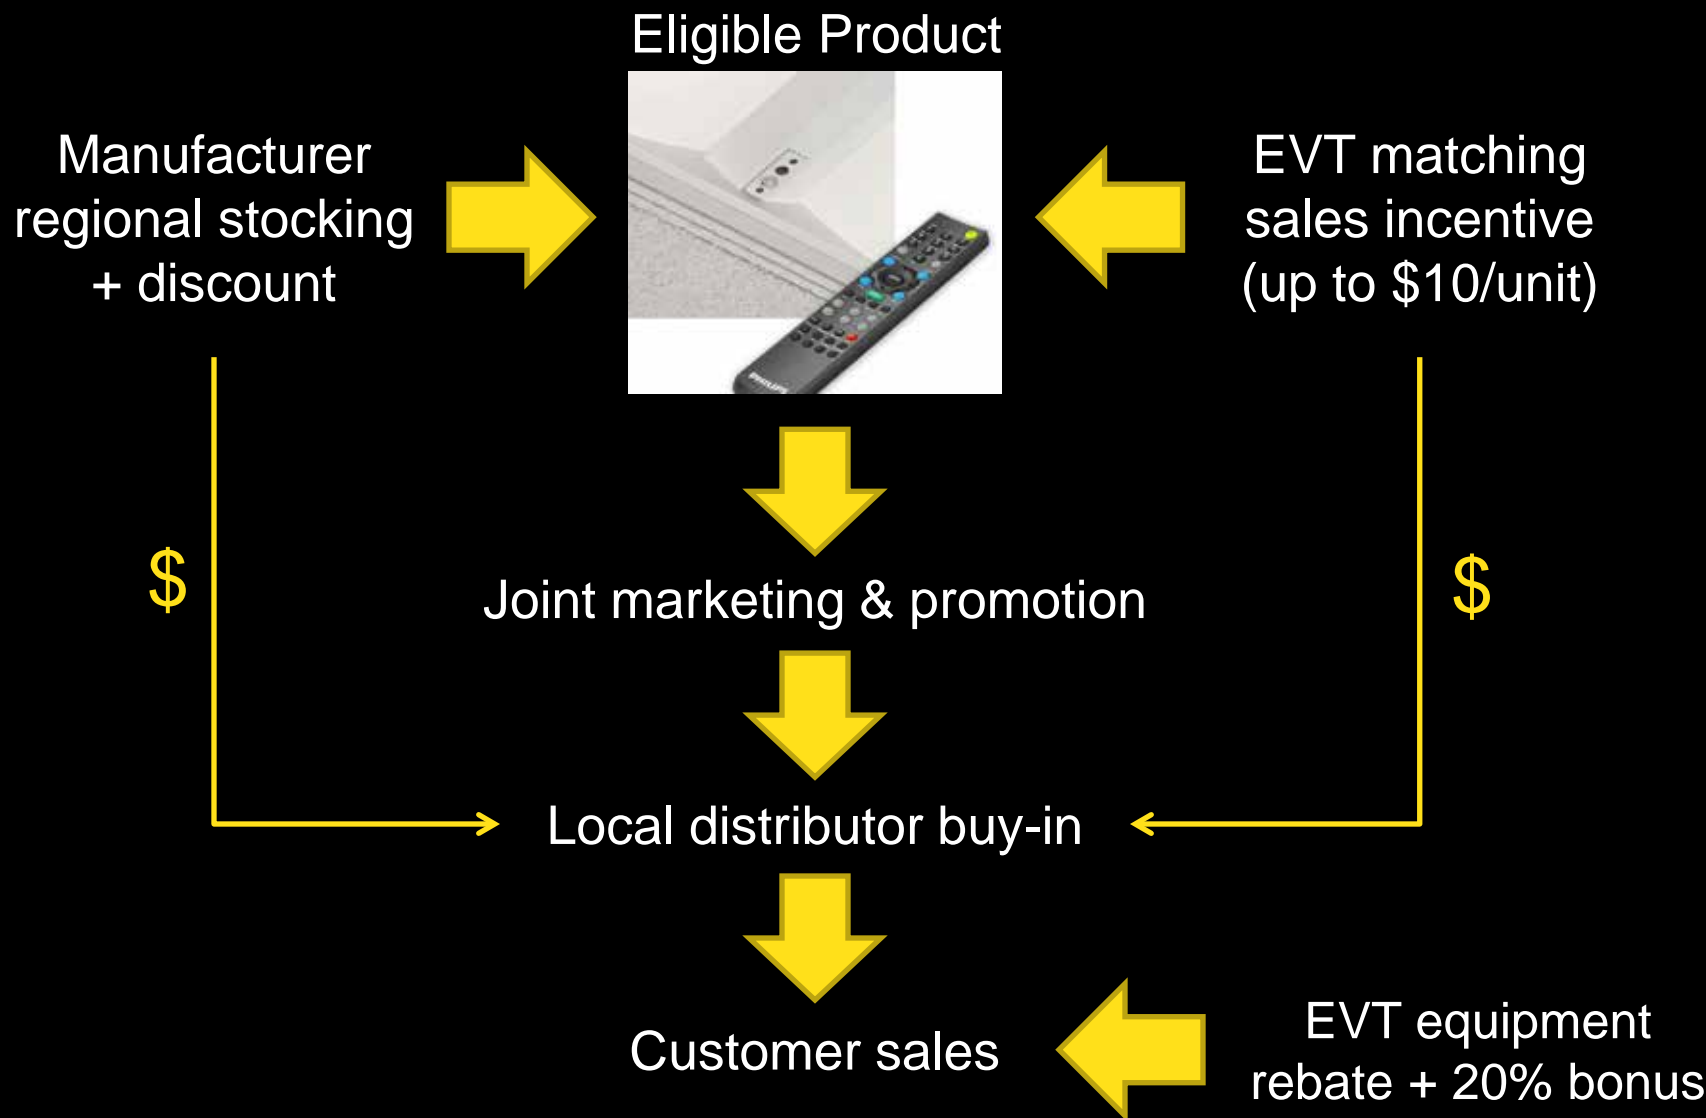 Eligible Product
Manufacturer
regional stocking
+ discount
EVT matching
sales incentive
(up to $10/unit)
PHILIPS
$
$
Joint marketing & promotion
Local distributor buy-in
Customer sales
EVT equipment
rebate + 20% bonus